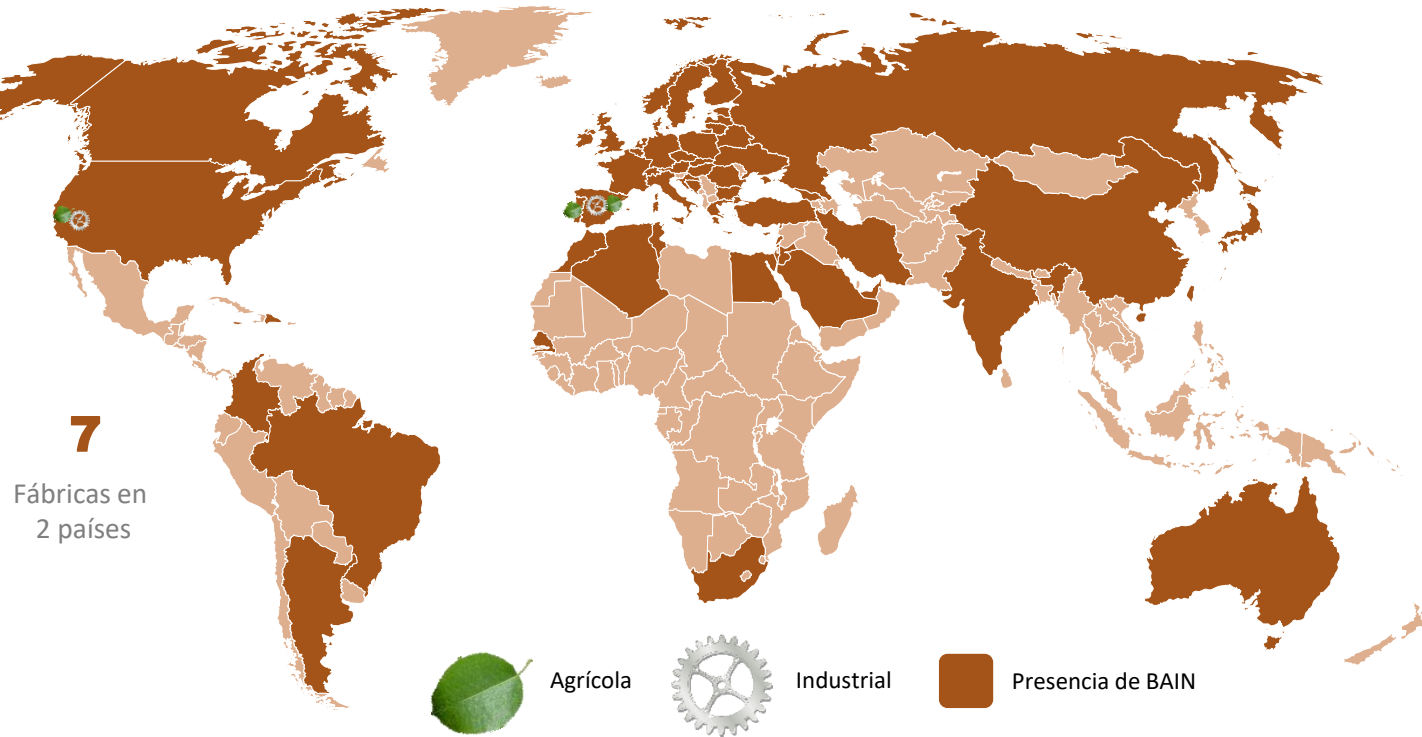 7
Fábricas en
2 países
Agrícola
Industrial
Presencia de BAIN